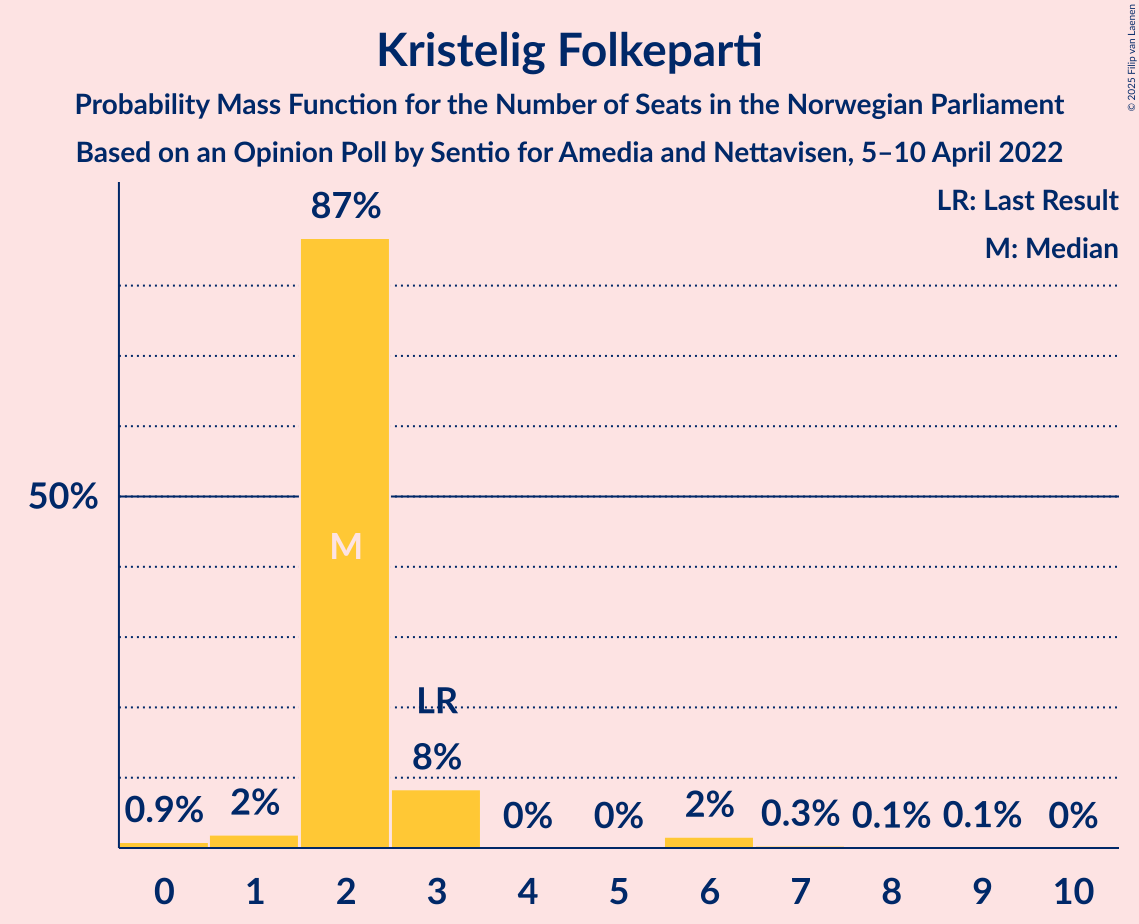 Kristelig Folkeparti
Probability Mass Function for the Number of Seats in the Norwegian Parliament
Based on an Opinion Poll by Sentio for Amedia and Nettavisen, 5–10 April 2022
© 2025 Filip van Laenen
LR: Last Result
M: Median
87%
50%
M
LR
8%
0.9% 2% 0% 0% 2% 0.3% 0.1% 0.1% 0%
0 1 2 3 4 5 6 7 8 9 10